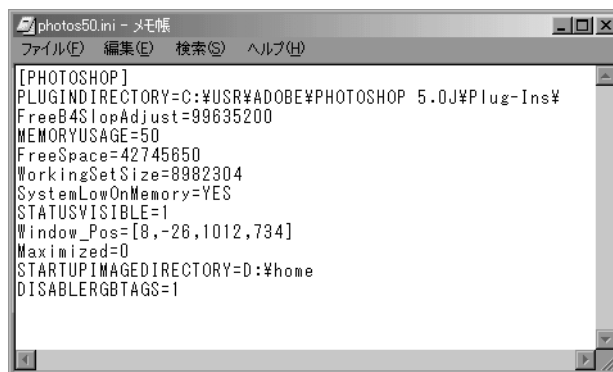 photos50.ini - メモ帳
ファイル(F) 編集(E) 検索(S) ヘルプ(H)
[PHOTOSHOP]
PLUGINDIRECTORY=C:¥USR¥ADOBE¥PHOTOSHOP 5.0J¥Plug-Ins¥
FreeB4SlopAdjust=99635200
MEMORYUSAGE=50
FreeSpace=42745650
WorkingSetSize=8982304
SystemLowOnMemory=YES
STATUSVISIBLE=1
Window_Pos=[8,-26,1012,734]
Maximized=0
STARTUPIMAGEDIRECTORY=D:¥home
DISABLERGBTAGS=1